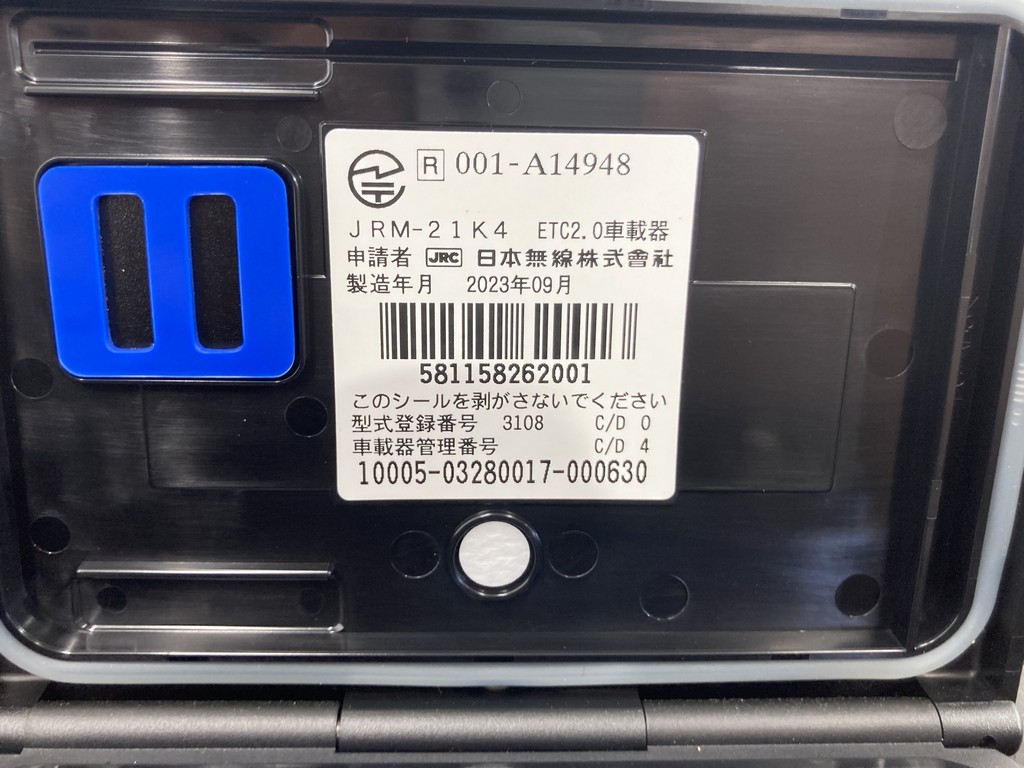 R 001-A14948
JRM-21K4 ETC2.0車載器
申請者 JRC 日本無線株式會社
製造年月 2023年09月
581158262001
このシールを剥がさないでください
型式登録番号 3108 C/D 0
車載器管理番号 C/D 4
10005-03280017-000630